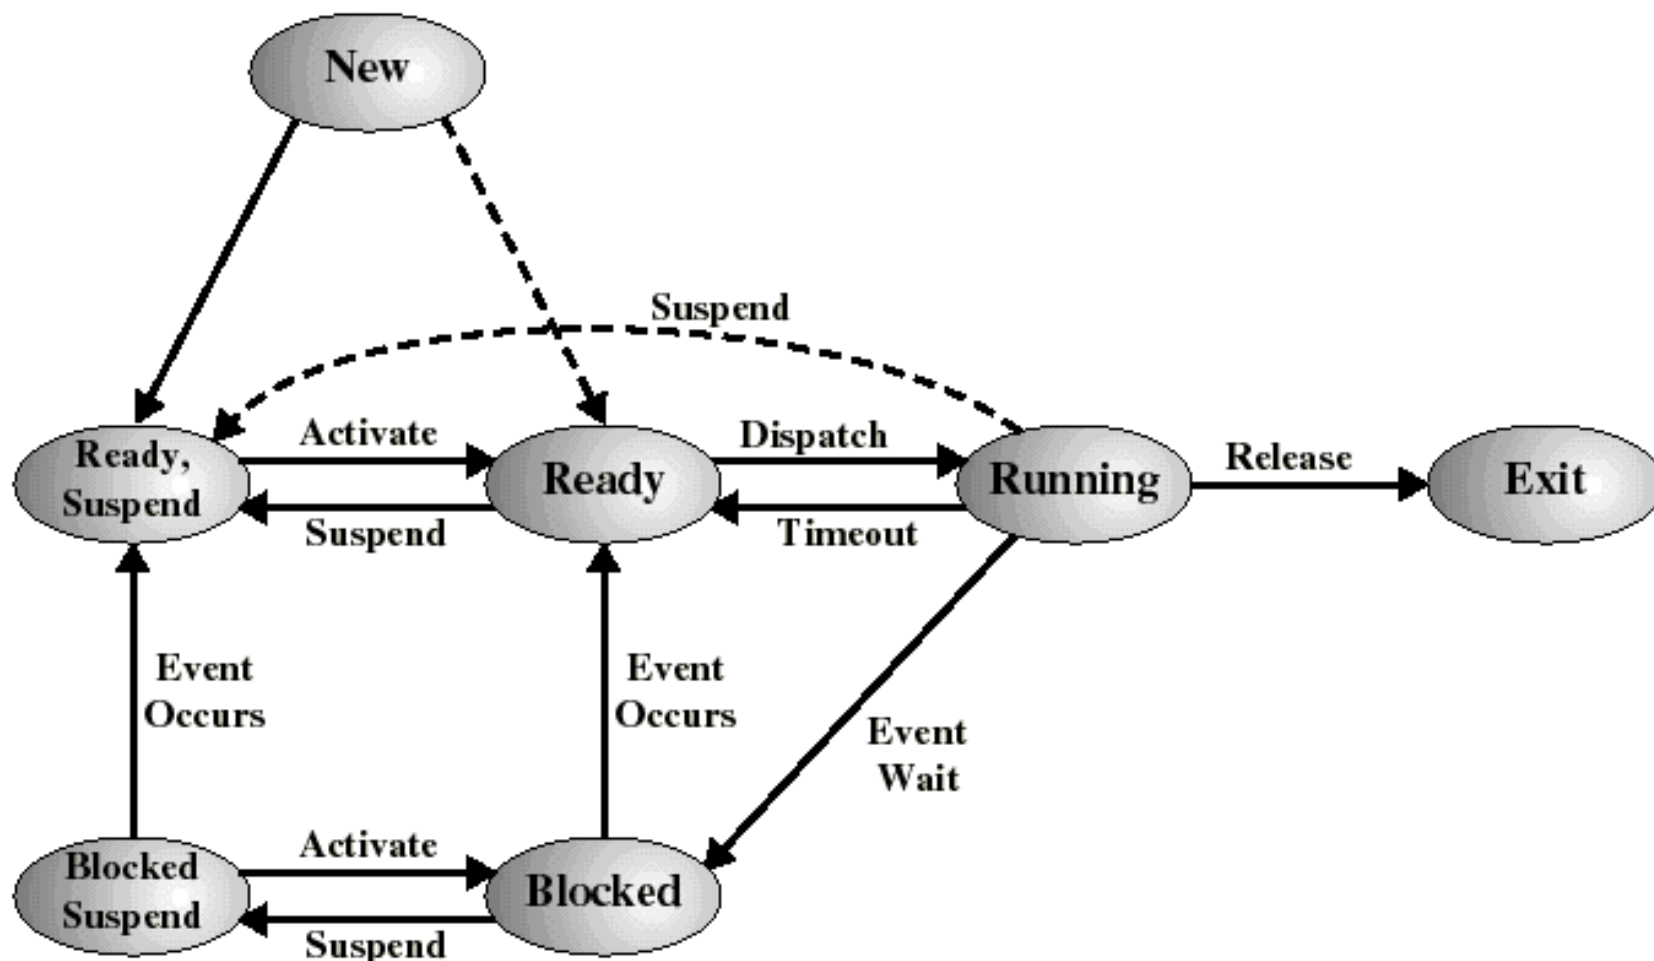 New
Suspend
Activate
Dispatch
Release
Ready,
Suspend
Ready
Running
Exit
Suspend
Timeout
Event
Occurs
Event
Occurs
Event
Wait
Activate
Blocked
Suspend
Blocked
Suspend